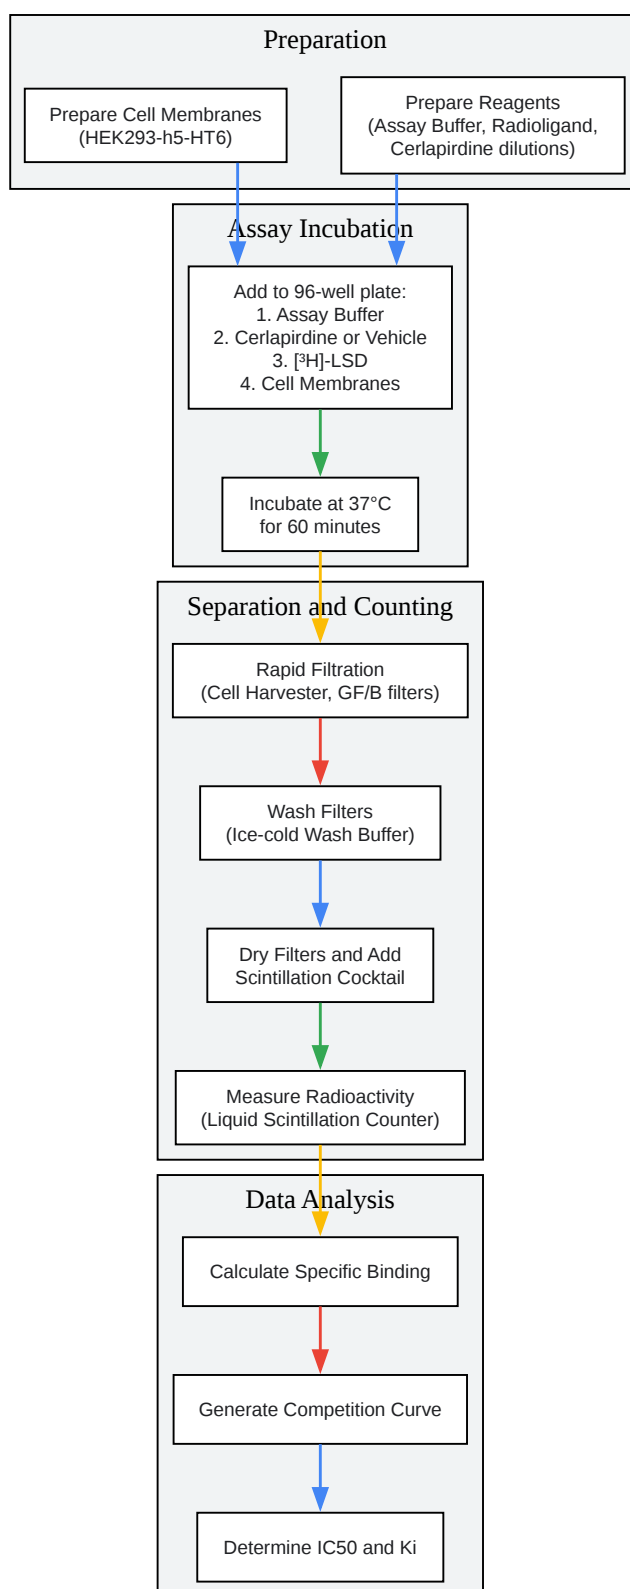 Preparation
Prepare Cell Membranes
(HEK293-h5-HT6)
Prepare Reagents
(Assay Buffer, Radioligand,
Cerlapirdine dilutions)
Assay Incubation
Add to 96-well plate:
1. Assay Buffer
2. Cerlapirdine or Vehicle
3. [³H]-LSD
4. Cell Membranes
Incubate at 37°C
for 60 minutes
Separation and Counting
Rapid Filtration
(Cell Harvester, GF/B filters)
Wash Filters
(Ice-cold Wash Buffer)
Dry Filters and Add
Scintillation Cocktail
Measure Radioactivity
(Liquid Scintillation Counter)
Data Analysis
Calculate Specific Binding
Generate Competition Curve
Determine IC50 and Ki